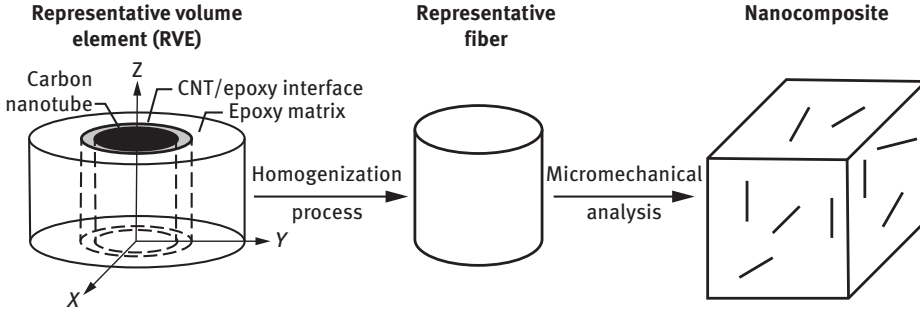 Representative volume
element (RVE)
Representative
fiber
Nanocomposite
Z
Carbon
nanotube
CNT/epoxy interface
Epoxy matrix
Homogenization
process
Micromechanical
analysis
Y
X